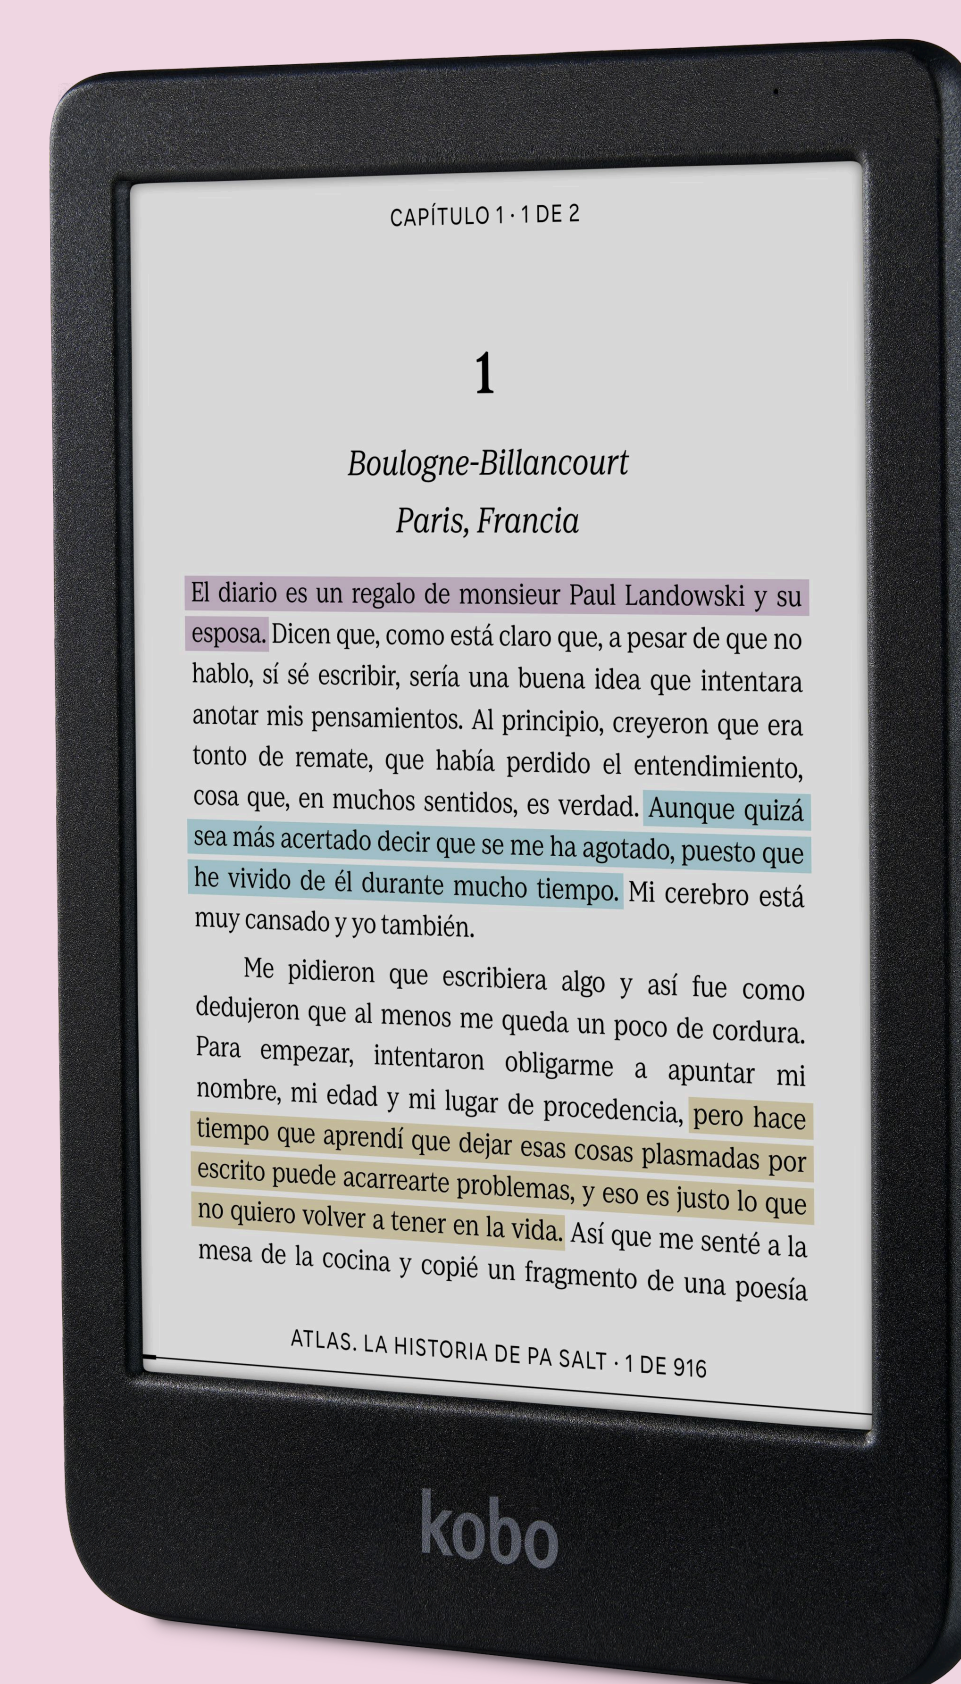 CAPÍTULO 1 · 1 DE 2
1
Boulogne-Billancourt
Paris, Francia
El diario es un regalo de monsieur Paul Landowski y su
esposa. Dicen que, como está claro que, a pesar de que no
hablo, sí sé escribir, sería una buena idea que intentara
anotar mis pensamientos. Al principio, creyeron que era
tonto de remate, que había perdido el entendimiento,
cosa que, en muchos sentidos, es verdad. Aunque quizá
sea más acertado decir que se me ha agotado, puesto que
he vivido de él durante mucho tiempo. Mi cerebro está
muy cansado y yo también.
Me pidieron que escribiera algo y así fue como
dedujeron que al menos me queda un poco de cordura.
Para empezar, intentaron obligarme a apuntar mi
nombre, mi edad y mi lugar de procedencia, pero hace
tiempo que aprendí que dejar esas cosas plasmadas por
escrito puede acarrearte problemas, y eso es justo lo que
no quiero volver a tener en la vida. Así que me senté a la
mesa de la cocina y copié un fragmento de una poesía
ATLAS. LA HISTORIA DE PA SALT · 1 DE 916
kobo